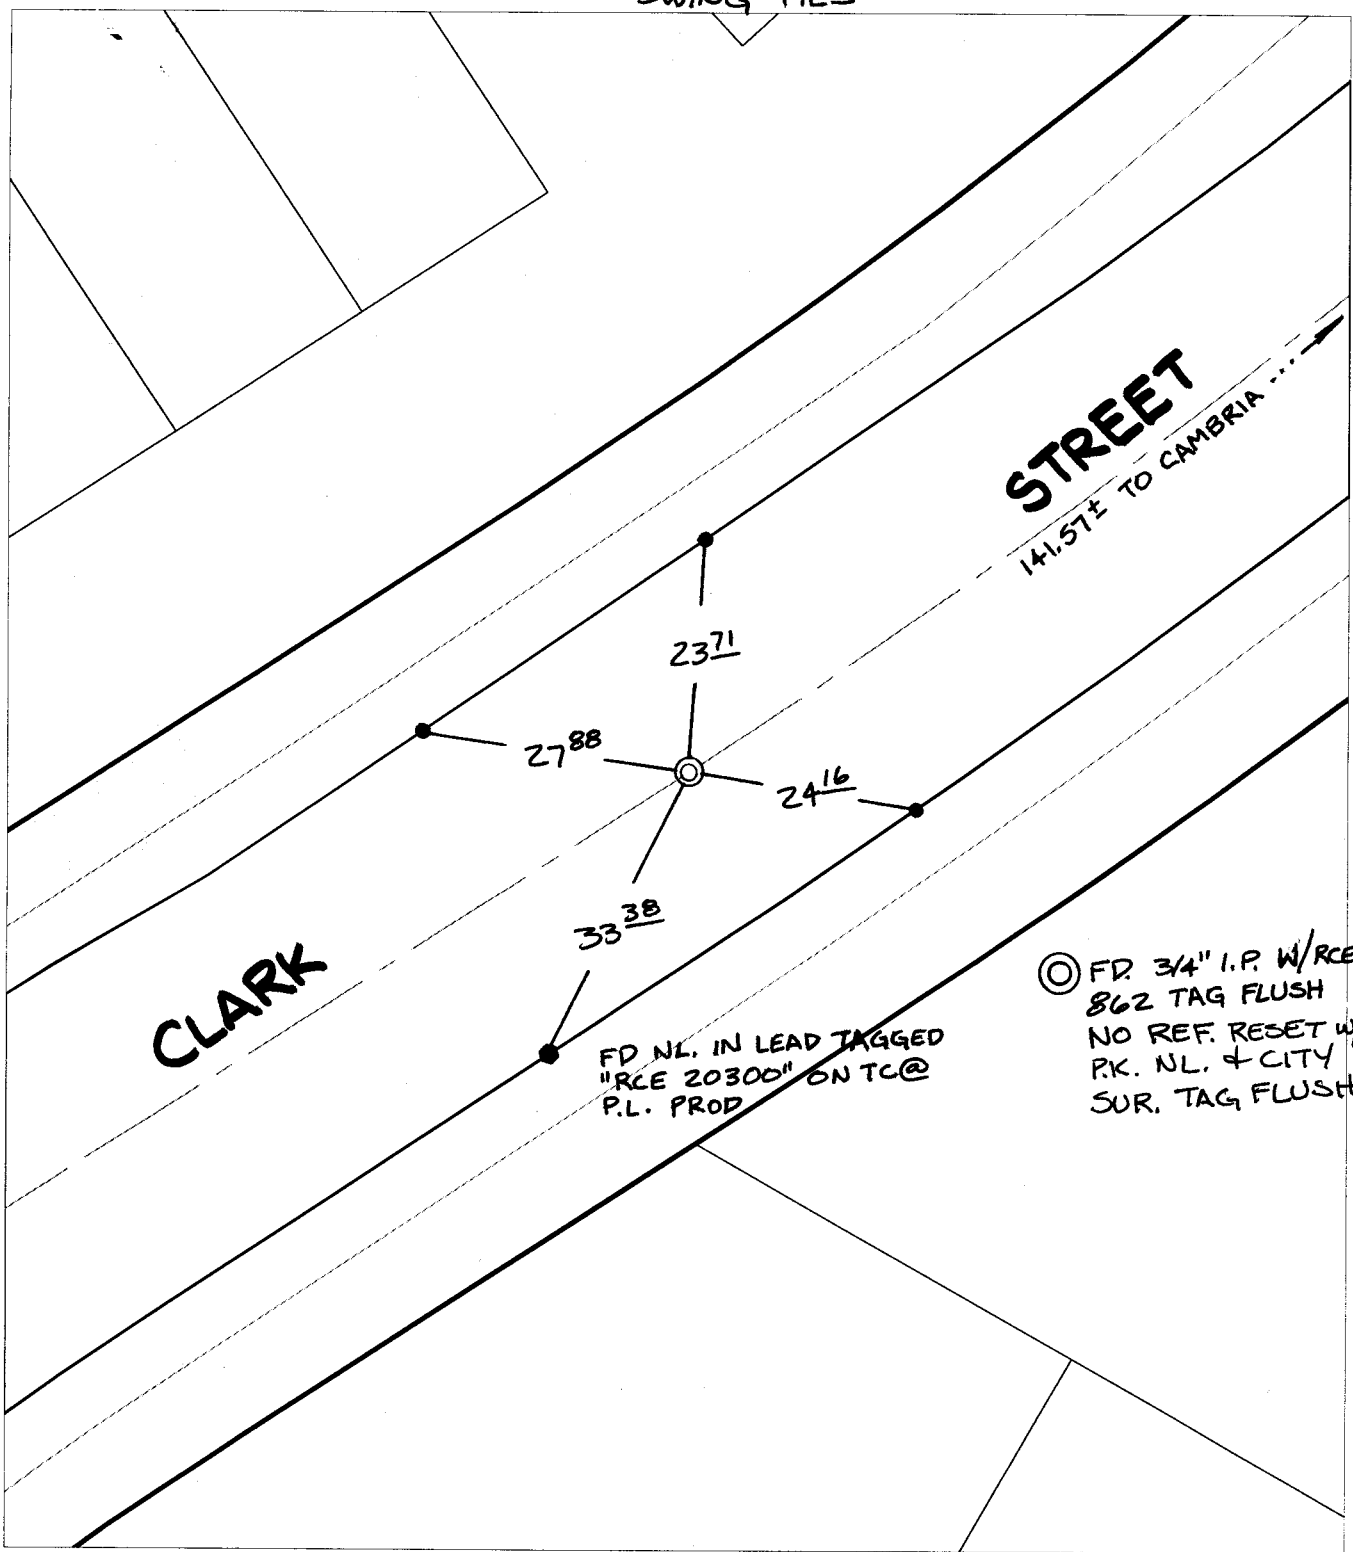 SWING TIES
STREET
141.57± TO CAMBRIA
23 71
27 88
24 16
33 38
CLARK
FD. 3/4" I.P. W/RCE
862 TAG FLUSH
NO REF. RESET W/
P.K. NL. & CITY
SUR. TAG FLUSH
FD NL. IN LEAD TAGGED
"RCE 20300" ON TC@
P.L. PROD